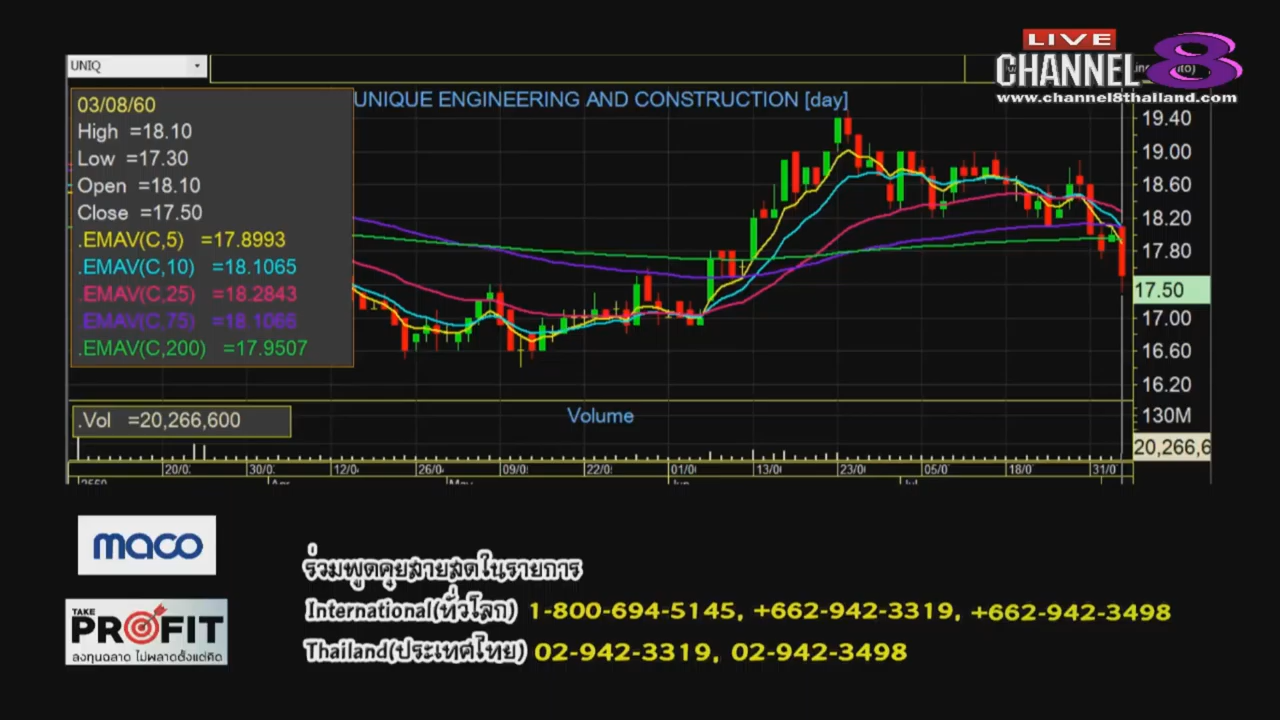 LIVE
CHANNEL 8
www.channel8thailand.com
UNIQ
UNIQUE ENGINEERING AND CONSTRUCTION [day]
03/08/60
High =18.10
Low =17.30
Open =18.10
Close =17.50
.EMAV(C,5) =17.8993
.EMAV(C,10) =18.1065
.EMAV(C,25) =18.2843
.EMAV(C,75) =18.1066
.EMAV(C,200) =17.9507
19.40
19.00
18.60
18.20
17.80
17.50
17.00
16.60
16.20
.Vol =20,266,600
Volume
130M
20,266,6
20/0 30/0 12/0 26/0 09/0 22/0 01/0 13/0 23/0 05/0 18/0 31/0
maco
TAKE
PROFIT
ลงทุนฉลาด ไม่พลาดตั้งแต่คิด
ร่วมพูดคุยสายสดในรายการ
International(ทั่วโลก) 1-800-694-5145, +662-942-3319, +662-942-3498
Thailand(ประเทศไทย) 02-942-3319, 02-942-3498